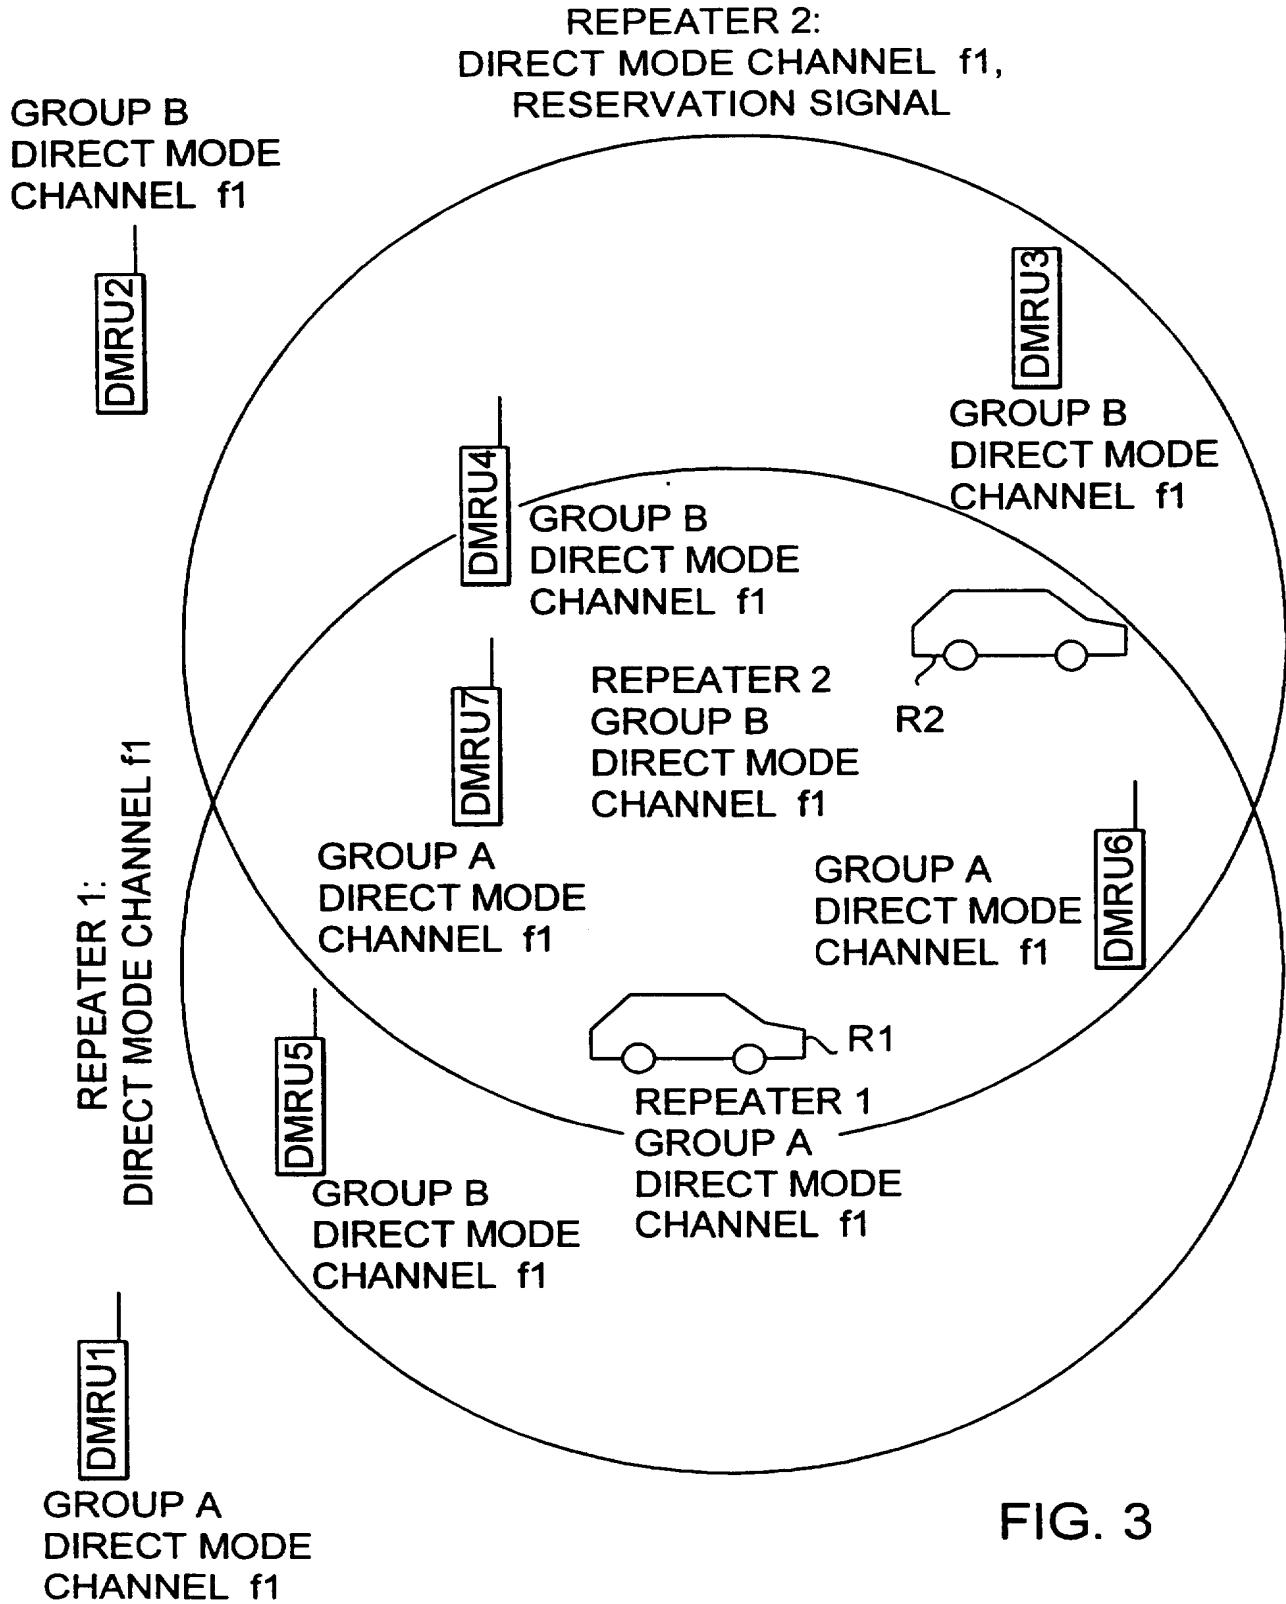 REPEATER 2:
DIRECT MODE CHANNEL f1,
RESERVATION SIGNAL
GROUP B
DIRECT MODE
CHANNEL f1
DMRU2
DMRU3
GROUP B
DIRECT MODE
CHANNEL f1
DMRU4
GROUP B
DIRECT MODE
CHANNEL f1
R2
DMRU7
REPEATER 2
GROUP B
DIRECT MODE
CHANNEL f1
GROUP A
DIRECT MODE
CHANNEL f1
GROUP A
DIRECT MODE
CHANNEL f1
DMRU6
REPEATER 1:
DIRECT MODE CHANNEL f1
R1
REPEATER 1
GROUP A
DIRECT MODE
CHANNEL f1
DMRU5
GROUP B
DIRECT MODE
CHANNEL f1
DMRU1
GROUP A
DIRECT MODE
CHANNEL f1
FIG. 3